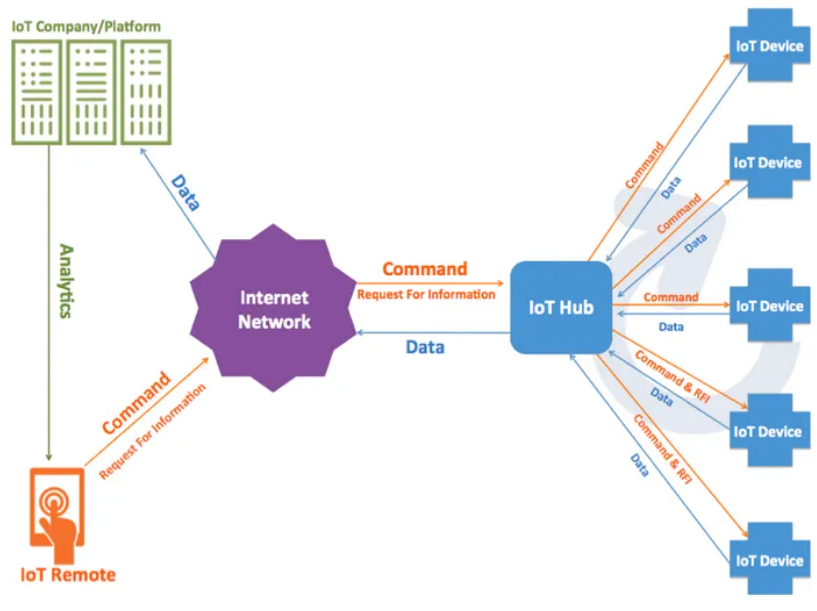 IoT Company/Platform
Data
Analytics
Internet
Network
Command
Request For Information
IoT Remote
Command
Request For Information
Data
IoT Hub
Command
Data
IoT Device
Command
Data
IoT Device
Command
Data
IoT Device
Command & RFI
Data
IoT Device
Command & RFI
Data
IoT Device